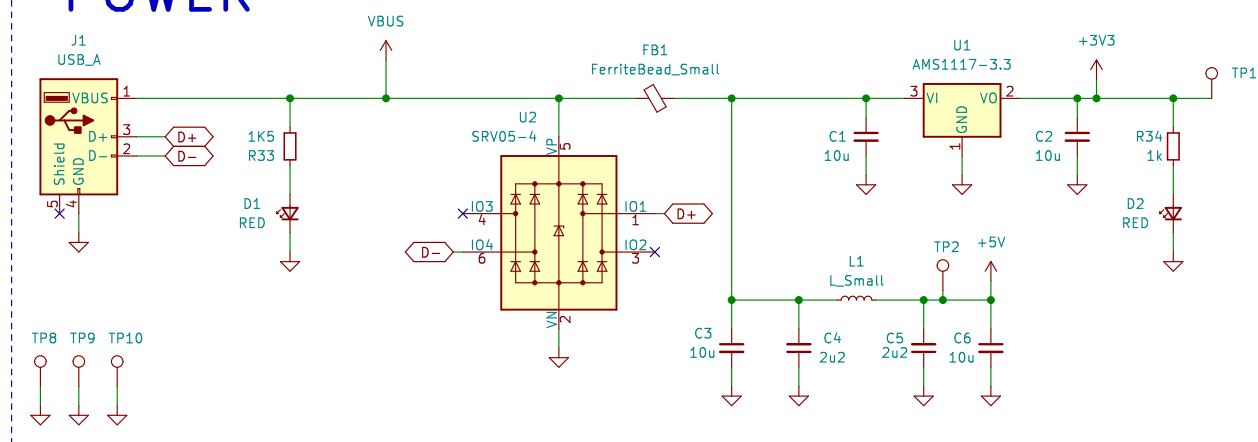 POWER
J1
USB_A
VBUS
1
D+
3
D+
D-
2
D-
Shield
GND
5
4
VBUS
1K5
R33
D1
RED
U2
SRV05-4
VP
5
IO3
4
IO1
1
D+
D-
IO4
6
IO2
3
VN
2
FB1
FerriteBead_Small
C1
10u
U1
AMS1117-3.3
3
VI
VO
2
GND
1
+3V3
C2
10u
TP1
R34
1k
D2
RED
L1
L_Small
TP2
+5V
C3
10u
C4
2u2
C5
2u2
C6
10u
TP8
TP9
TP10